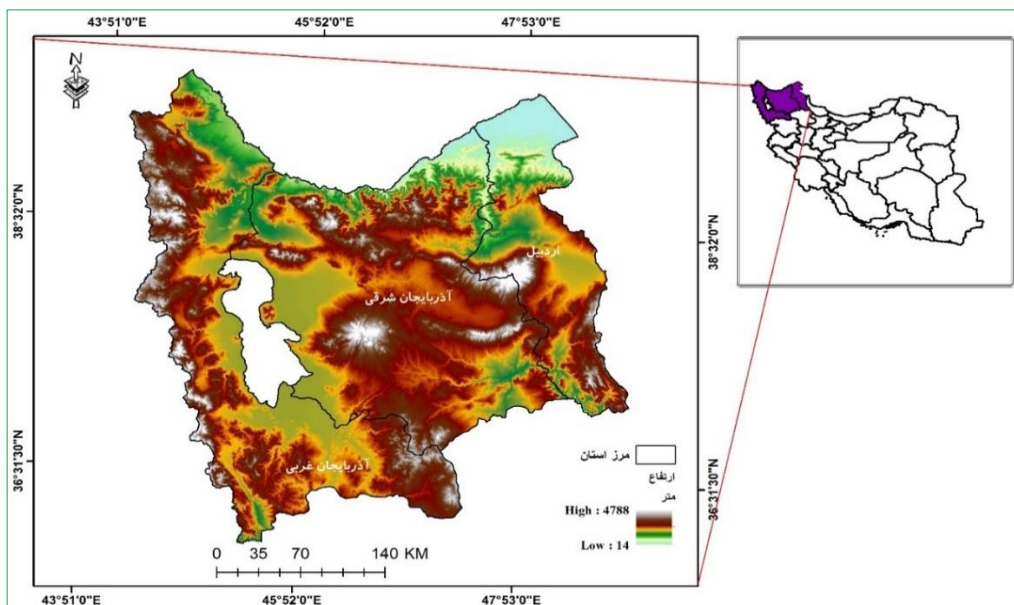 43°51'0"E 45°52'0"E 47°53'0"E
N
38°32'0"N
38°32'0"N
اردبیل
آذربایجان شرقی
آذربایجان غربی
36°31'30"N
36°31'30"N
مرز استان
ارتفاع
متر
High : 4788
Low : 14
0 35 70 140 KM
43°51'0"E 45°52'0"E 47°53'0"E